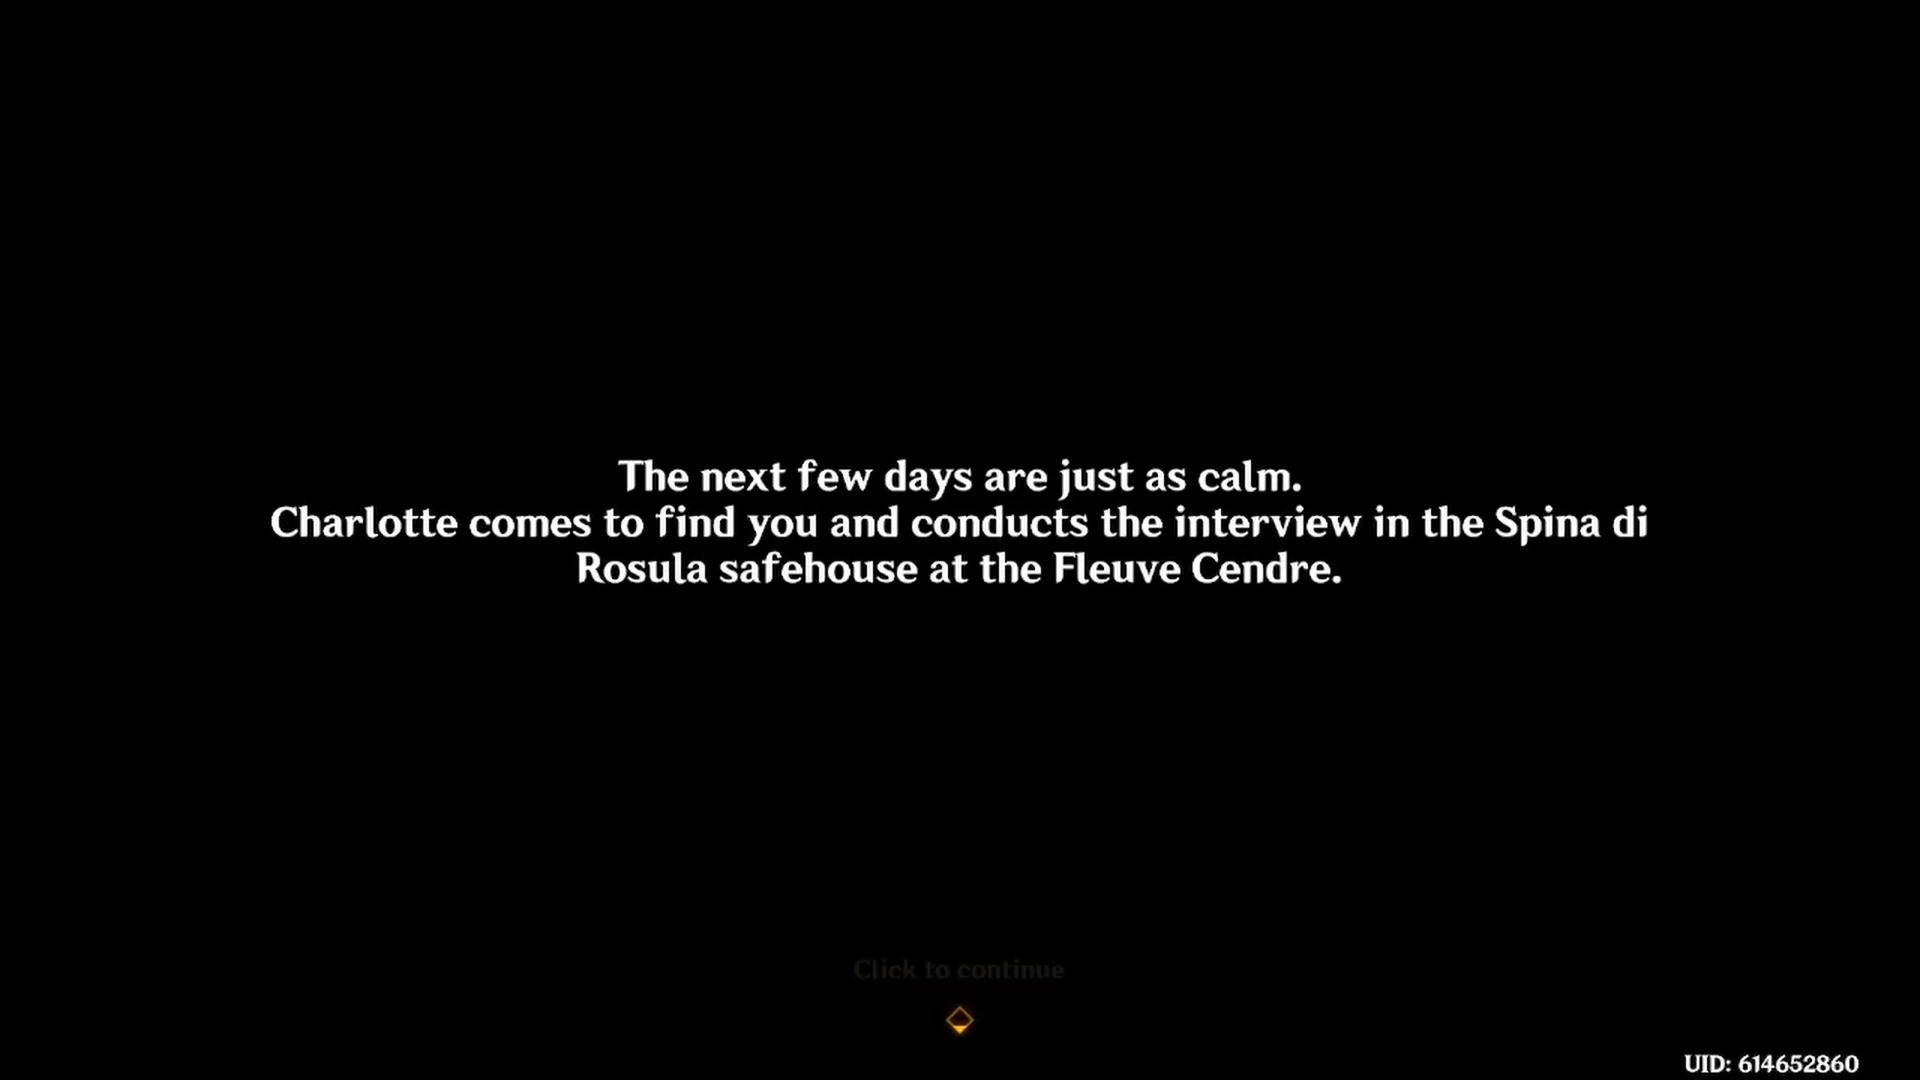 The next few days are just as calm.
Charlotte comes to find you and conducts the interview in the Spina di
Rosula safehouse at the Fleuve Cendre.
Click to continue
UID: 614652860